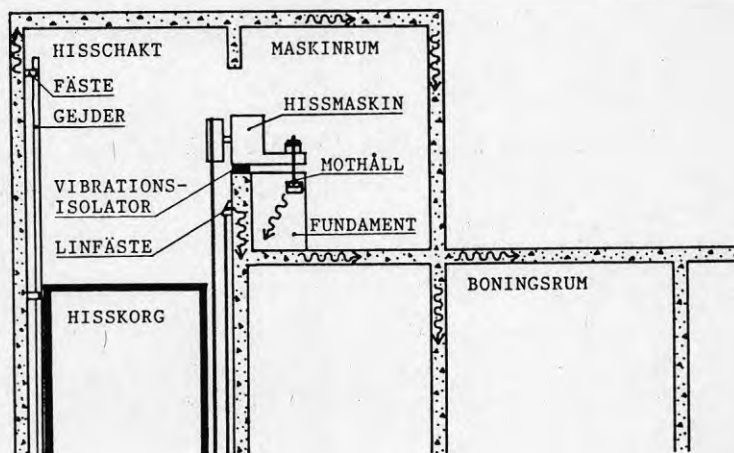 HISSCHAKT
MASKINRUM
FÄSTE
GEJDER
HISSMASKIN
MOTHÅLL
VIBRATIONS-
ISOLATOR
FUNDAMENT
LINFÄSTE
BONINGSRUM
HISSKORG